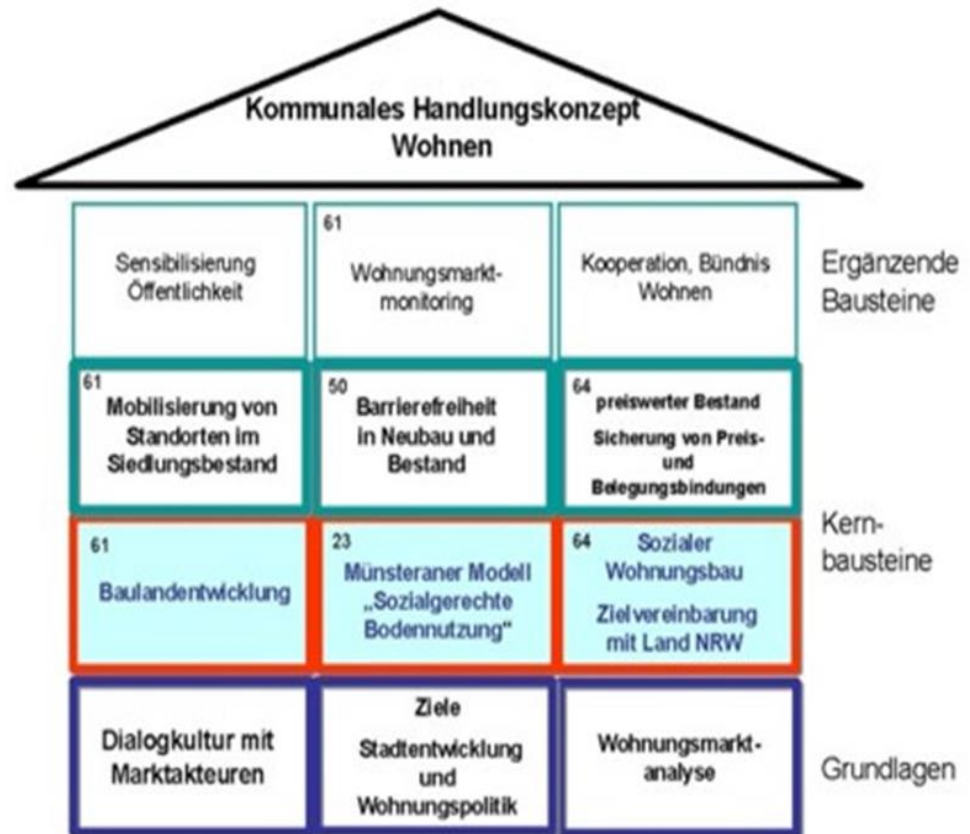 Kommunales Handlungskonzept
Wohnen
Sensibilisierung
Öffentlichkeit
61
Wohnungsmarkt-
monitoring
Kooperation, Bündnis
Wohnen
Ergänzende
Bausteine
61
Mobilisierung von
Standorten im
Siedlungsbestand
50
Barrierefreiheit
in Neubau und
Bestand
64
preiswerter Bestand
Sicherung von Preis-
und
Belegungsbindungen
Kern-
bausteine
61
Baulandentwicklung
23
Münsteraner Modell
„Sozialgerechte
Bodennutzung“
64
Sozialer
Wohnungsbau
Zielvereinbarung
mit Land NRW
Dialogkultur mit
Marktakteuren
Ziele
Stadtentwicklung
und
Wohnungspolitik
Wohnungsmarkt-
analyse
Grundlagen